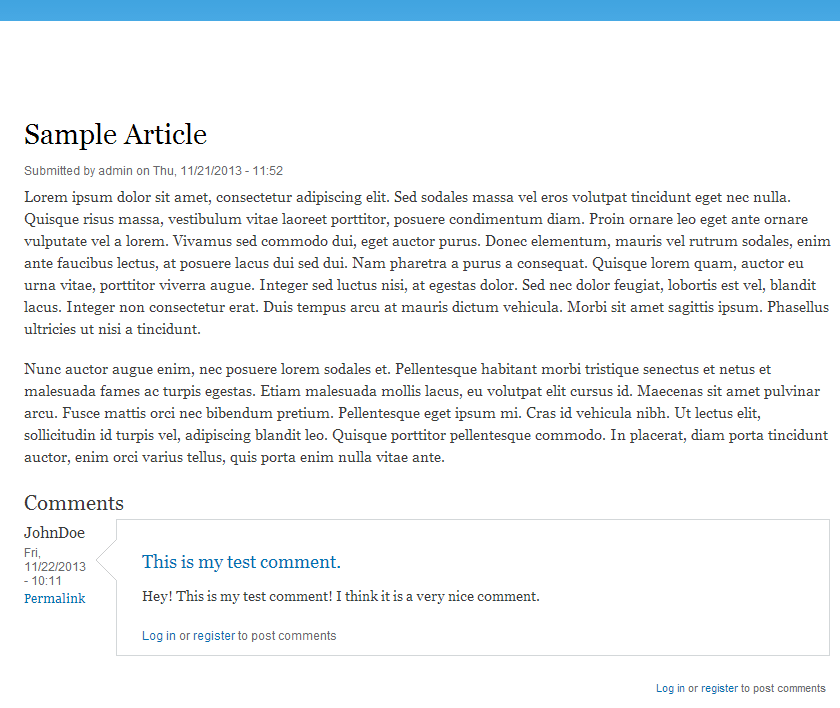 Sample Article
Submitted by admin on Thu, 11/21/2013 - 11:52
Lorem ipsum dolor sit amet, consectetur adipiscing elit. Sed sodales massa vel eros volutpat tincidunt eget nec nulla.
Quisque risus massa, vestibulum vitae laoreet porttitor, posuere condimentum diam. Proin ornare leo eget ante ornare
vulputate vel a lorem. Vivamus sed commodo dui, eget auctor purus. Donec elementum, mauris vel rutrum sodales, enim
ante faucibus lectus, at posuere lacus dui sed dui. Nam pharetra a purus a consequat. Quisque lorem quam, auctor eu
urna vitae, porttitor viverra augue. Integer sed luctus nisi, at egestas dolor. Sed nec dolor feugiat, lobortis est vel, blandit
lacus. Integer non consectetur erat. Duis tempus arcu at mauris dictum vehicula. Morbi sit amet sagittis ipsum. Phasellus
ultricies ut nisi a tincidunt.
Nunc auctor augue enim, nec posuere lorem sodales et. Pellentesque habitant morbi tristique senectus et netus et
malesuada fames ac turpis egestas. Etiam malesuada mollis lacus, eu volutpat elit cursus id. Maecenas sit amet pulvinar
arcu. Fusce mattis orci nec bibendum pretium. Pellentesque eget ipsum mi. Cras id vehicula nibh. Ut lectus elit,
sollicitudin id turpis vel, adipiscing blandit leo. Quisque porttitor pellentesque commodo. In placerat, diam porta tincidunt
auctor, enim orci varius tellus, quis porta enim nulla vitae ante.
Comments
JohnDoe
Fri,
11/22/2013
- 10:11
Permalink
This is my test comment.
Hey! This is my test comment! I think it is a very nice comment.
Log in or register to post comments
Log in or register to post comments